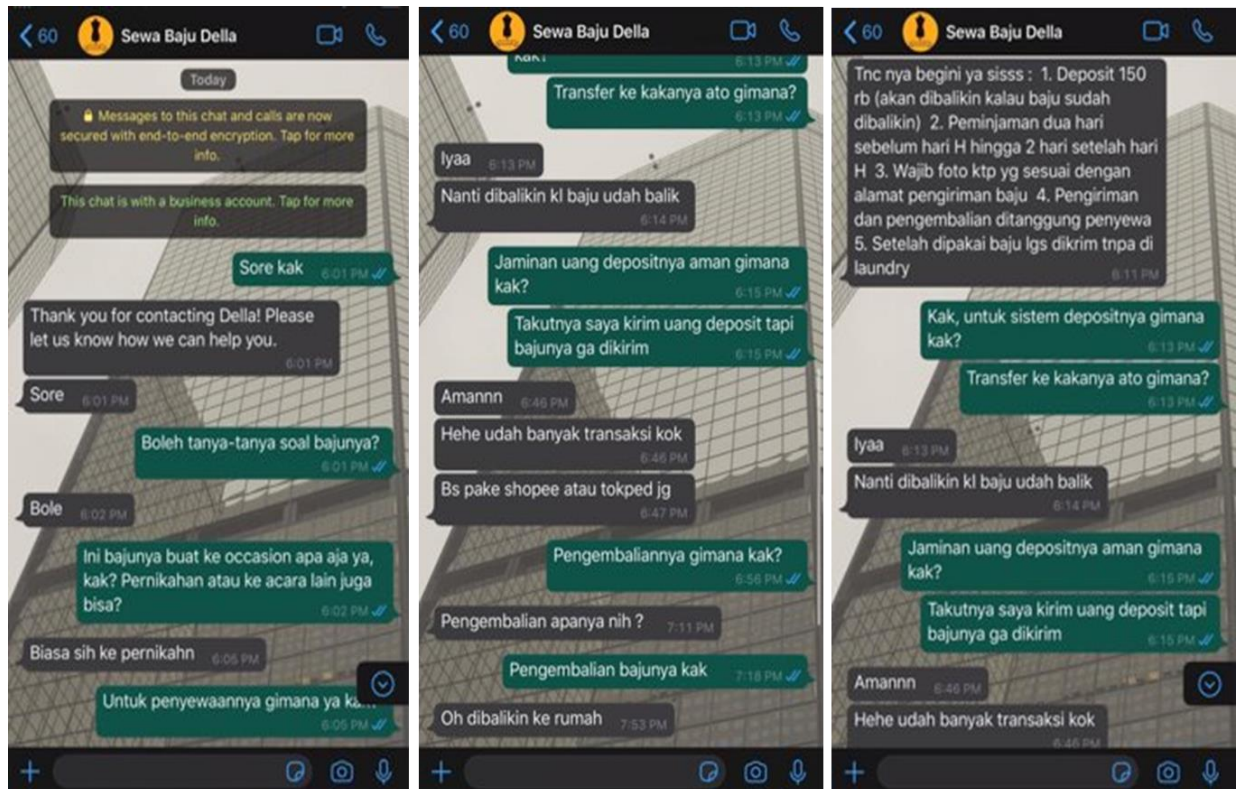 60
Sewa Baju Della
Today
Messages to this chat and calls are now
secured with end-to-end encryption. Tap for more
info.
This chat is with a business account. Tap for more
info.
Sore kak 6:01 PM
Thank you for contacting Della! Please
let us know how we can help you.
6:01 PM
Sore 6:01 PM
Boleh tanya-tanya soal bajunya?
6:01 PM
Bole 6:02 PM
Ini bajunya buat ke occasion apa aja ya,
kak? Pernikahan atau ke acara lain juga
bisa?
6:02 PM
Biasa sih ke pernikahn 6:05 PM
Untuk penyewaannya gimana ya
6:05 PM
60
Sewa Baju Della
kak?
6:13 PM
Transfer ke kakanya ato gimana?
6:13 PM
Iyaa 6:13 PM
Nanti dibalikin kl baju udah balik
6:14 PM
Jaminan uang depositnya aman gimana
kak?
6:15 PM
Takutnya saya kirim uang deposit tapi
bajunya ga dikirim
6:15 PM
Amannn 6:46 PM
Hehe udah banyak transaksi kok
6:46 PM
Bs pake shopee atau tokped jg
6:47 PM
Pengembaliannya gimana kak?
6:56 PM
Pengembalian apanya nih ? 7:11 PM
Pengembalian bajunya kak 7:18 PM
Oh dibalikin ke rumah 7:53 PM
60
Sewa Baju Della
Tnc nya begini ya sisss : 1. Deposit 150
rb (akan dibalikin kalau baju sudah
dibalikin) 2. Peminjaman dua hari
sebelum hari H hingga 2 hari setelah hari
H 3. Wajib foto ktp yg sesuai dengan
alamat pengiriman baju 4. Pengiriman
dan pengembalian ditanggung penyewa
5. Setelah dipakai baju lgs dikrim tnpa di
laundry
6:11 PM
Kak, untuk sistem depositnya gimana
kak?
6:13 PM
Transfer ke kakanya ato gimana?
6:13 PM
Iyaa 6:13 PM
Nanti dibalikin kl baju udah balik
6:14 PM
Jaminan uang depositnya aman gimana
kak?
6:15 PM
Takutnya saya kirim uang deposit tapi
bajunya ga dikirim
6:15 PM
Amannn 6:46 PM
Hehe udah banyak transaksi kok
6:46 PM